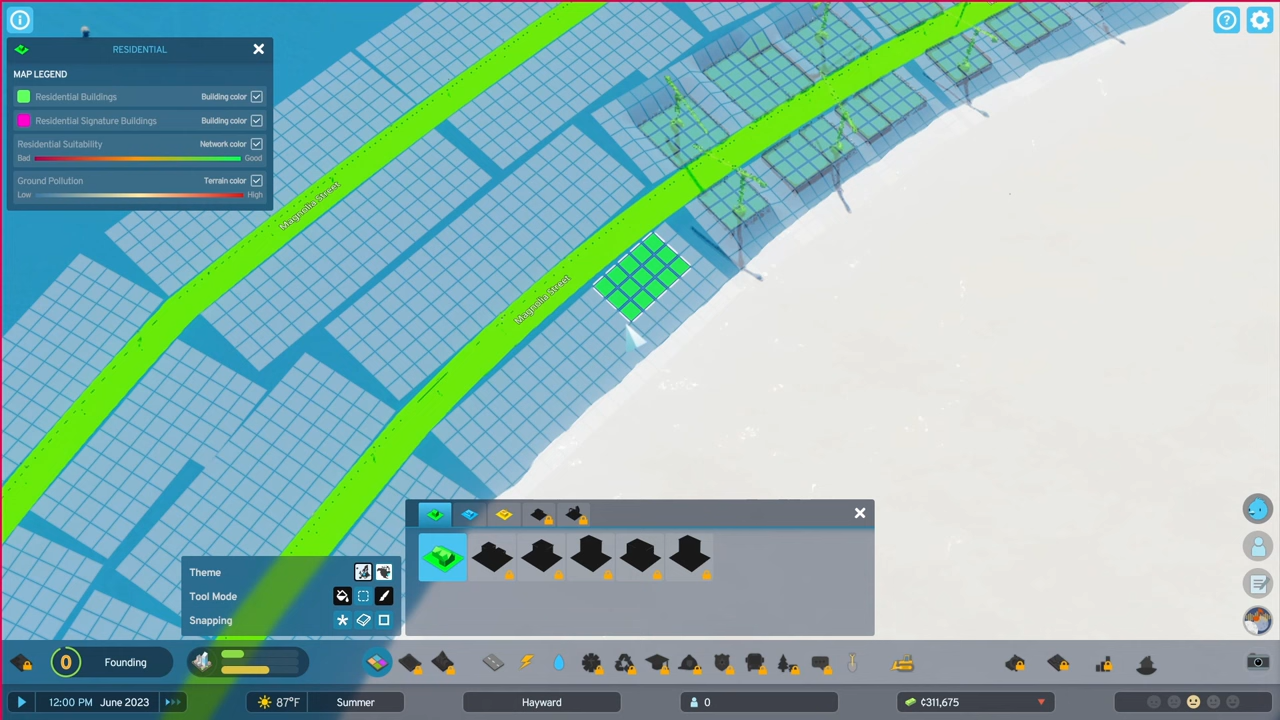 RESIDENTIAL
MAP LEGEND
Residential Buildings Building color
Residential Signature Buildings Building color
Residential Suitability Network color
Bad Good
Ground Pollution Terrain color
Low High
Magnolia Street
Magnolia Street
Theme
Tool Mode
Snapping
0 Founding
12:00 PM June 2023 87°F Summer Hayward 0 ¢311,675